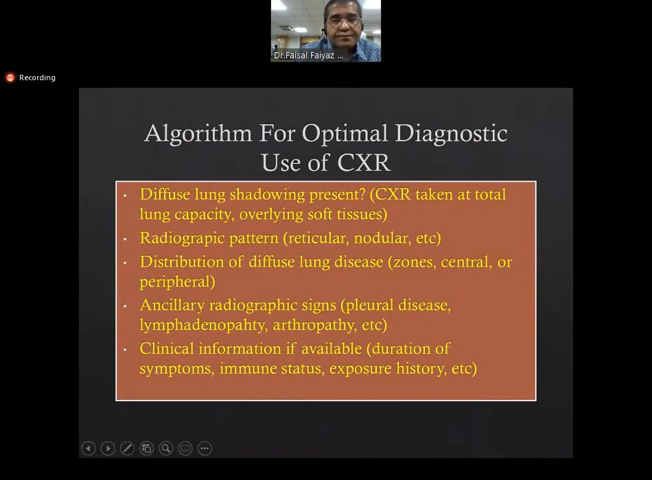 Dr.Faisal Faiyaz ...
Recording
Algorithm For Optimal Diagnostic
Use of CXR
• Diffuse lung shadowing present? (CXR taken at total
lung capacity, overlying soft tissues)
• Radiograpic pattern (reticular, nodular, etc)
• Distribution of diffuse lung disease (zones, central, or
peripheral)
• Ancillary radiographic signs (pleural disease,
lymphadenopahty, arthropathy, etc)
• Clinical information if available (duration of
symptoms, immune status, exposure history, etc)